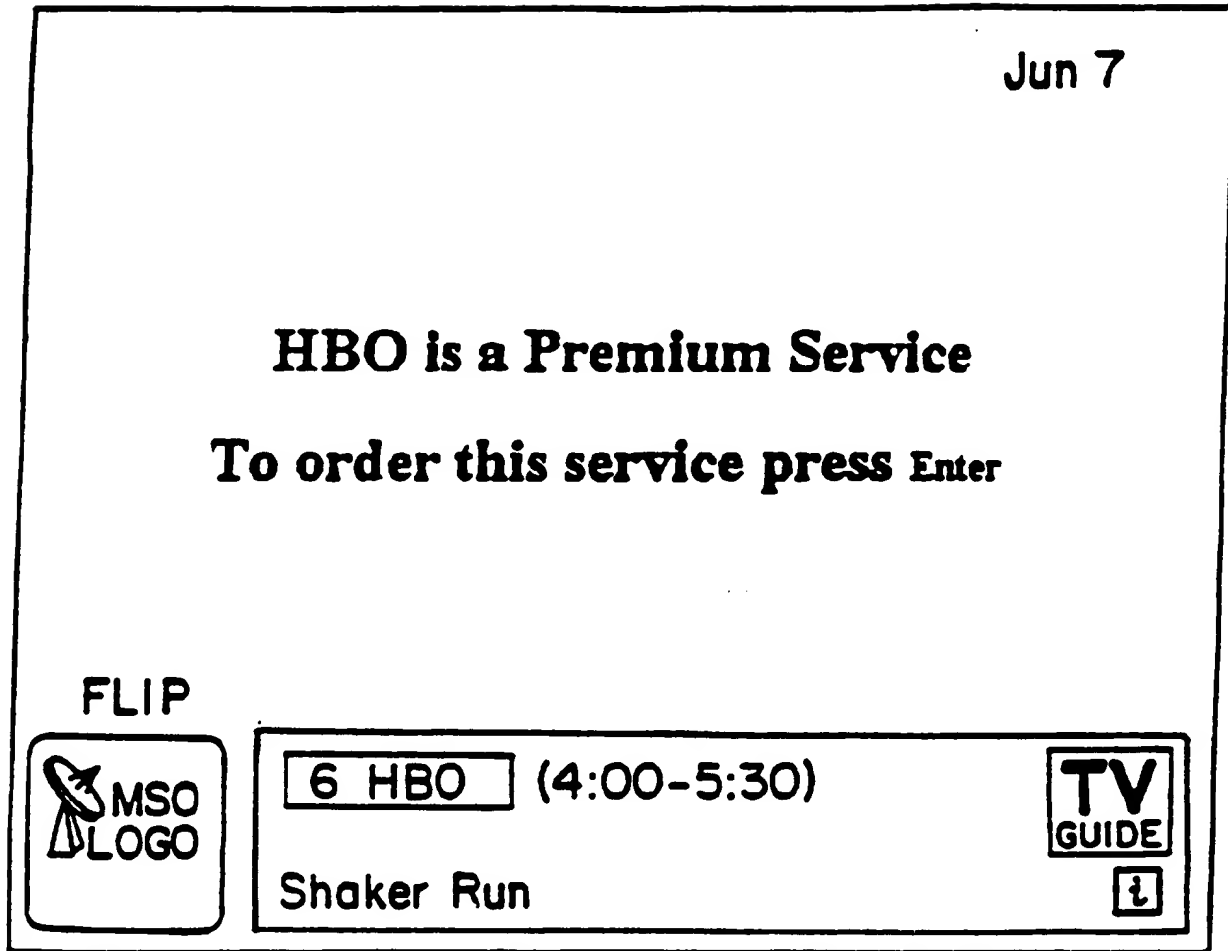 Jun 7
HBO is a Premium Service
To order this service press Enter
FLIP
MSO
LOGO
6 HBO (4:00-5:30)
TV
GUIDE
Shaker Run
i